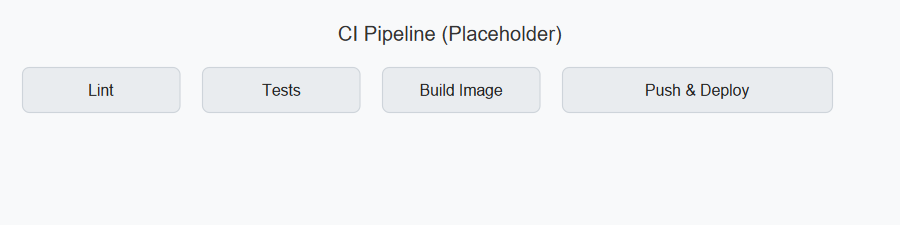 CI Pipeline (Placeholder)
Lint
Tests
Build Image
Push & Deploy